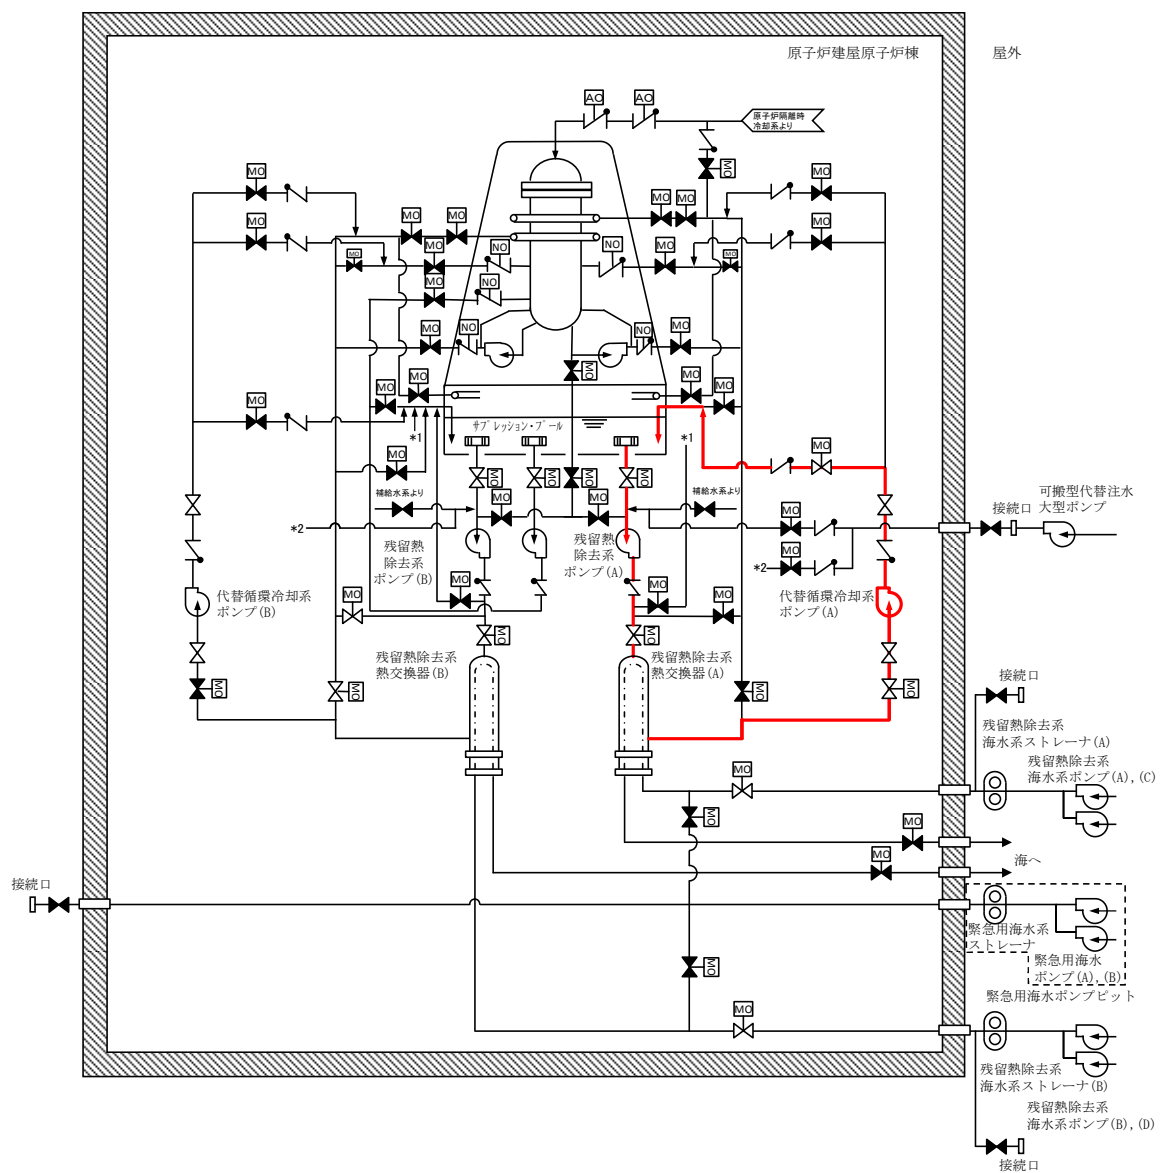 原子炉建屋原子炉棟
屋外
AO
AO
原子炉隔離時
冷却系より
MO
MO
MO
MO
MO
MO
MO
MO
MO
MO
MO
NO
NO
MO
MO
MO
MO
NO
MO
NO
NO
MO
MO
MO
MO
MO
MO
MO
MO
サプレッション・プール
*1
*1
MO
MO
MO
MO
MO
MO
補給水系より
補給水系より
MO
MO
MO
*2
*2
MO
可搬型代替注水
大型ポンプ
接続口
残留熱
除去系
ポンプ(B)
残留熱
除去系
ポンプ(A)
代替循環冷却系
ポンプ(B)
代替循環冷却系
ポンプ(A)
MO
MO
MO
MO
MO
MO
残留熱除去系
熱交換器(B)
残留熱除去系
熱交換器(A)
MO
MO
MO
MO
接続口
残留熱除去系
海水系ストレーナ(A)
残留熱除去系
海水系ポンプ(A),(C)
MO
MO
MO
MO
海へ
接続口
緊急用海水系
ストレーナ
緊急用海水
ポンプ(A),(B)
緊急用海水ポンプピット
MO
MO
残留熱除去系
海水系ストレーナ(B)
残留熱除去系
海水系ポンプ(B),(D)
接続口